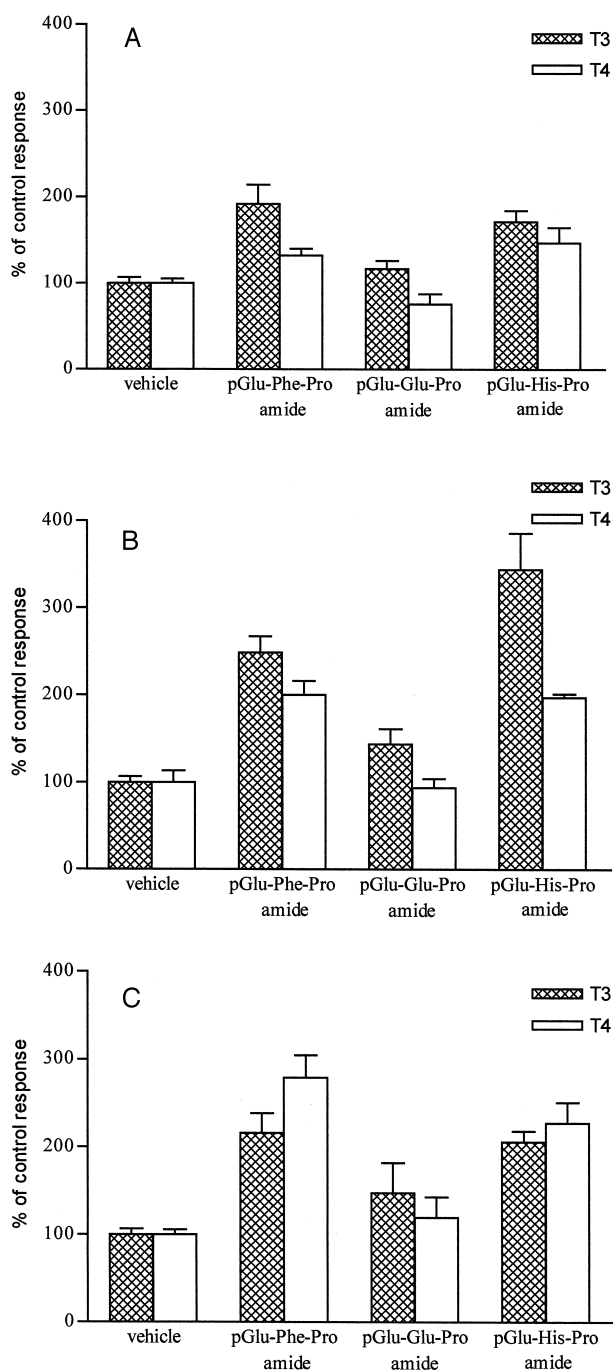 400
A
T3
T4
300
200
100
0
% of control response
vehicle
pGlu-Phe-Pro
amide
pGlu-Glu-Pro
amide
pGlu-His-Pro
amide
T3
T4
400
B
300
200
100
0
% of control response
vehicle
pGlu-Phe-Pro
amide
pGlu-Glu-Pro
amide
pGlu-His-Pro
amide
400
C
T3
T4
300
200
100
0
% of control response
vehicle
pGlu-Phe-Pro
amide
pGlu-Glu-Pro
amide
pGlu-His-Pro
amide